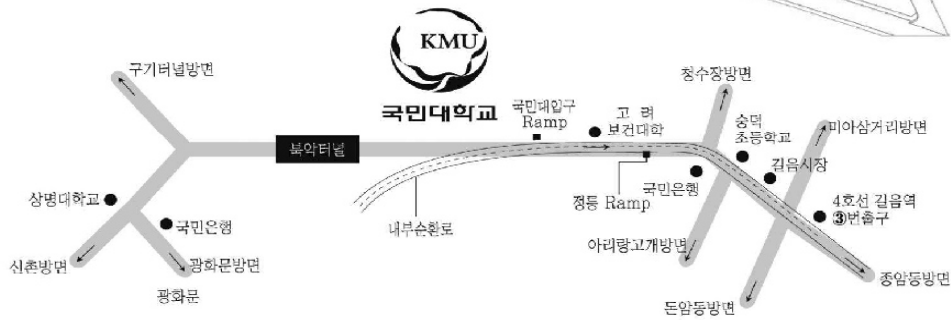 KMU
국민대학교
구기터널방면
북악터널
상명대학교
국민은행
신촌방면
광화문방면
광화문
내부순환로
국민대입구
Ramp
고 려
보건대학
정릉 Ramp
국민은행
청수장방면
숭덕
초등학교
길음시장
미아삼거리방면
4호선 길음역
③번출구
아리랑고개방면
돈암동방면
종암동방면